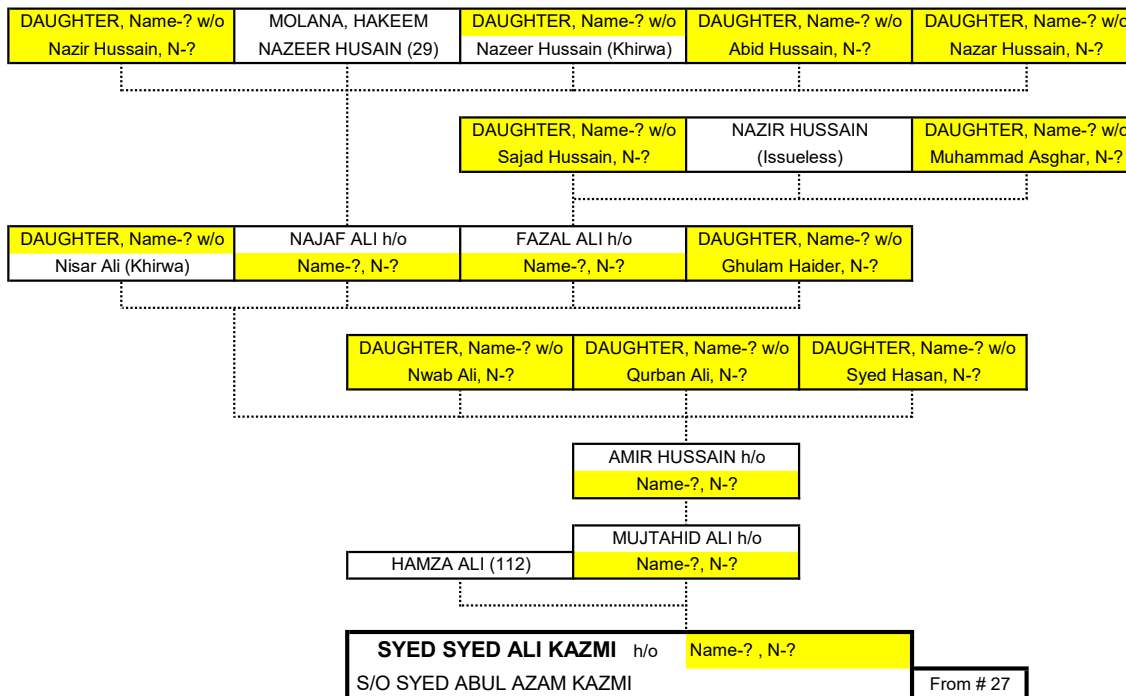 DAUGHTER, Name-? w/o
Nazir Hussain, N-?
MOLANA, HAKEEM
NAZEER HUSAIN (29)
DAUGHTER, Name-? w/o
Nazeer Hussain (Khirwa)
DAUGHTER, Name-? w/o
Abid Hussain, N-?
DAUGHTER, Name-? w/o
Nazar Hussain, N-?
DAUGHTER, Name-? w/o
Sajad Hussain, N-?
NAZIR HUSSAIN
(Issueless)
DAUGHTER, Name-? w/o
Muhammad Asghar, N-?
DAUGHTER, Name-? w/o
Nisar Ali (Khirwa)
NAJAF ALI h/o
Name-?, N-?
FAZAL ALI h/o
Name-?, N-?
DAUGHTER, Name-? w/o
Ghulam Haider, N-?
DAUGHTER, Name-? w/o
Nwab Ali, N-?
DAUGHTER, Name-? w/o
Qurban Ali, N-?
DAUGHTER, Name-? w/o
Syed Hasan, N-?
AMIR HUSSAIN h/o
Name-?, N-?
HAMZA ALI (112)
MUJTAHID ALI h/o
Name-?, N-?
SYED SYED ALI KAZMI h/o Name-? , N-?
S/O SYED ABUL AZAM KAZMI
From # 27